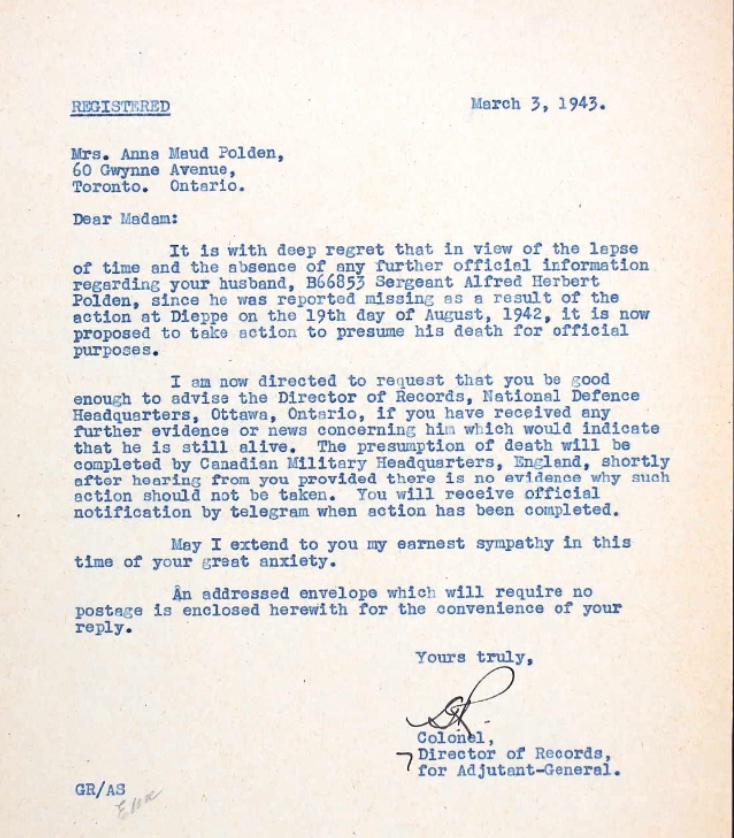 REGISTERED March 3, 1943.
Mrs. Anna Maud Polden,
60 Gwynne Avenue,
Toronto. Ontario.
Dear Madam:
It is with deep regret that in view of the lapse
of time and the absence of any further official information
regarding your husband, B66853 Sergeant Alfred Herbert
Polden, since he was reported missing as a result of the
action at Dieppe on the 19th day of August, 1942, it is now
proposed to take action to presume his death for official
purposes.
I am now directed to request that you be good
enough to advise the Director of Records, National Defence
Headquarters, Ottawa, Ontario, if you have received any
further evidence or news concerning him which would indicate
that he is still alive. The presumption of death will be
completed by Canadian Military Headquarters, England, shortly
after hearing from you provided there is no evidence why such
action should not be taken. You will receive official
notification by telegram when action has been completed.
May I extend to you my earnest sympathy in this
time of your great anxiety.
An addressed envelope which will require no
postage is enclosed herewith for the convenience of your
reply.
Yours truly,
Colonel,
Director of Records,
for Adjutant-General.
GR/AS